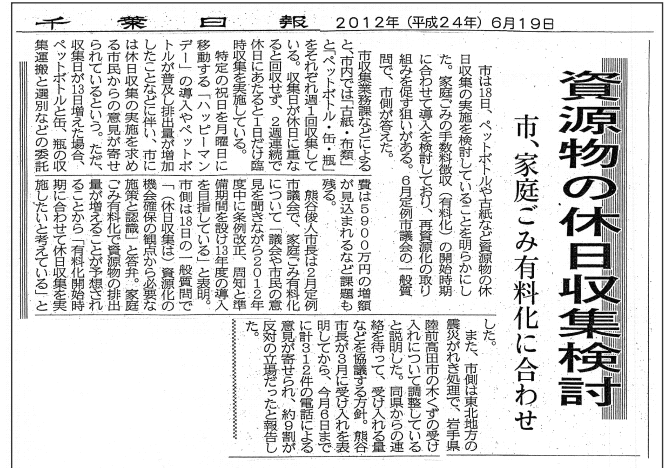 千葉日報 2012年(平成24年)6月19日
資源物の休日収集検討
市、家庭ごみ有料化に合わせ
市は18日、ペットボトルや古紙など資源物の休
日収集の実施を検討していることを明らかにし
た。家庭ごみの手数料徴収(有料化)の開始時期
に合わせて導入を検討しており、再資源化の取り
組みを促す狙いがある。6月定例市議会の一般質
問で、市側が答えた。
市収集業務課などによる
と、市内では「古紙・布類」
と「ペットボトル・缶・瓶」
をそれぞれ週1回収集して
いる。収集日が休日に重な
ると回収せず、2週連続で
休日にあたると1日だけ臨
時収集を実施している。
特定の祝日を月曜日に
移動する「ハッピーマン
デー」の導入やペットボ
トルが普及し排出量が増加
したことなどに伴い、市に
は休日収集の実施を求め
る市民からの意見が寄せ
られているという。ただ、
収集日が13日増えた場合、
ペットボトルと缶、瓶の収
集運搬と選別などの委託
費は5900万円の増額
が見込まれるなど課題も
残る。
熊谷俊人市長は2月定例
市議会で、家庭ごみ有料化
について「議会や市民の意
見を聞きながら2012年
度中に条例改正、周知と準
備期間を設け13年度の導入
を目指している」と表明。
市側は18日の一般質問で
「(休日収集は)資源化の
機会確保の観点から必要な
施策と認識」と答弁。家庭
ごみ有料化で資源物の排出
量が増えることが予想され
ることから「有料化開始時
期に合わせて休日収集を実
施したいと考えている」と
した。
また、市側は東北地方の
震災がれき処理で、岩手県
陸前高田市の木くずの受け
入れについて調整している
と説明した。同県からの連
絡を待って、受け入れる量
などを協議する方針。熊谷
市長が3月に受け入れを表
明してから、今月6日まで
に計312件の電話による
意見が寄せられ、約9割が
反対の立場だったと報告し
た。